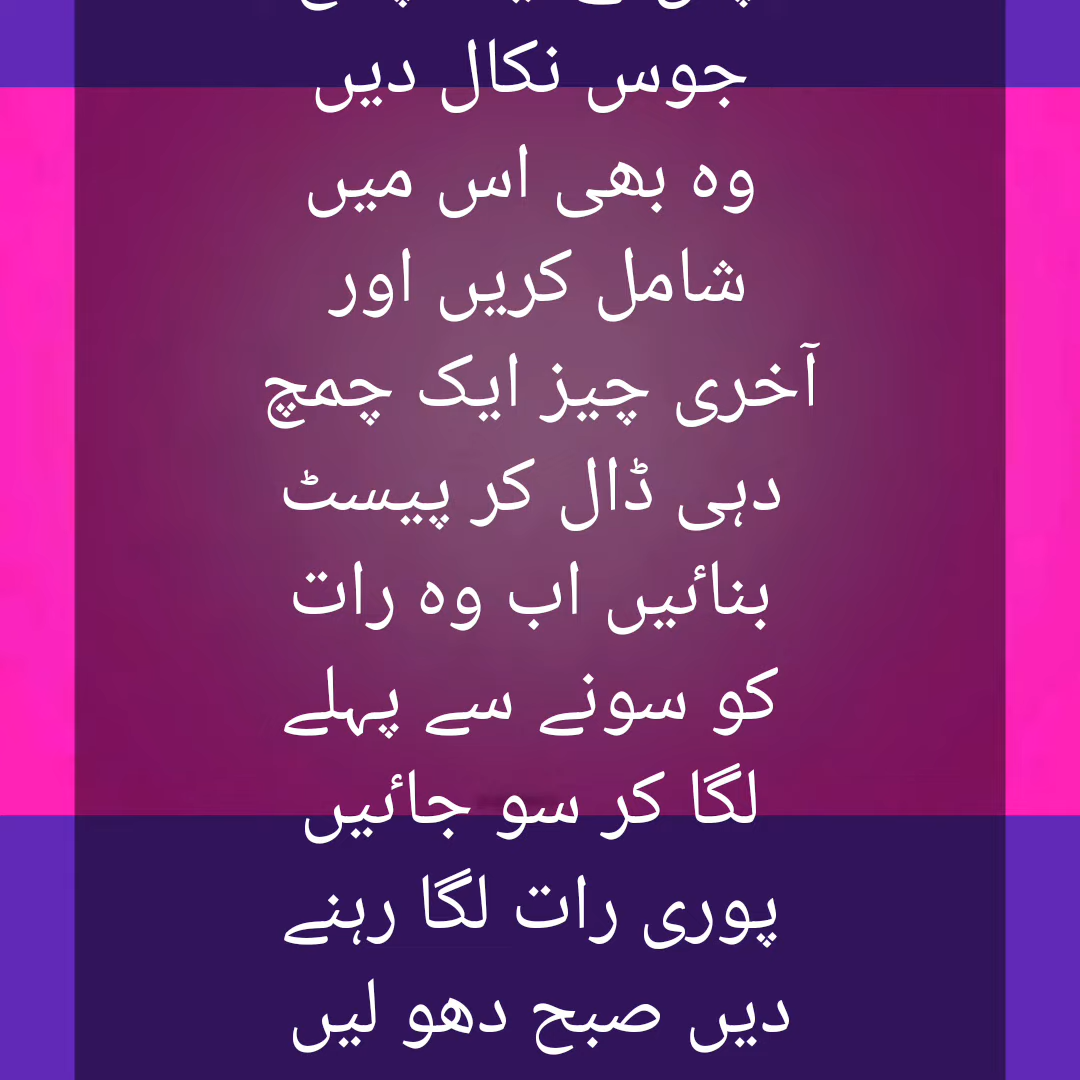 جوس نکال دیں
وہ بھی اس میں
شامل کریں اور
آخری چیز ایک چمچ
دہی ڈال کر پیسٹ
بنائیں اب وہ رات
کو سونے سے پہلے
لگا کر سو جائیں
پوری رات لگا رہنے
دیں صبح دھو لیں